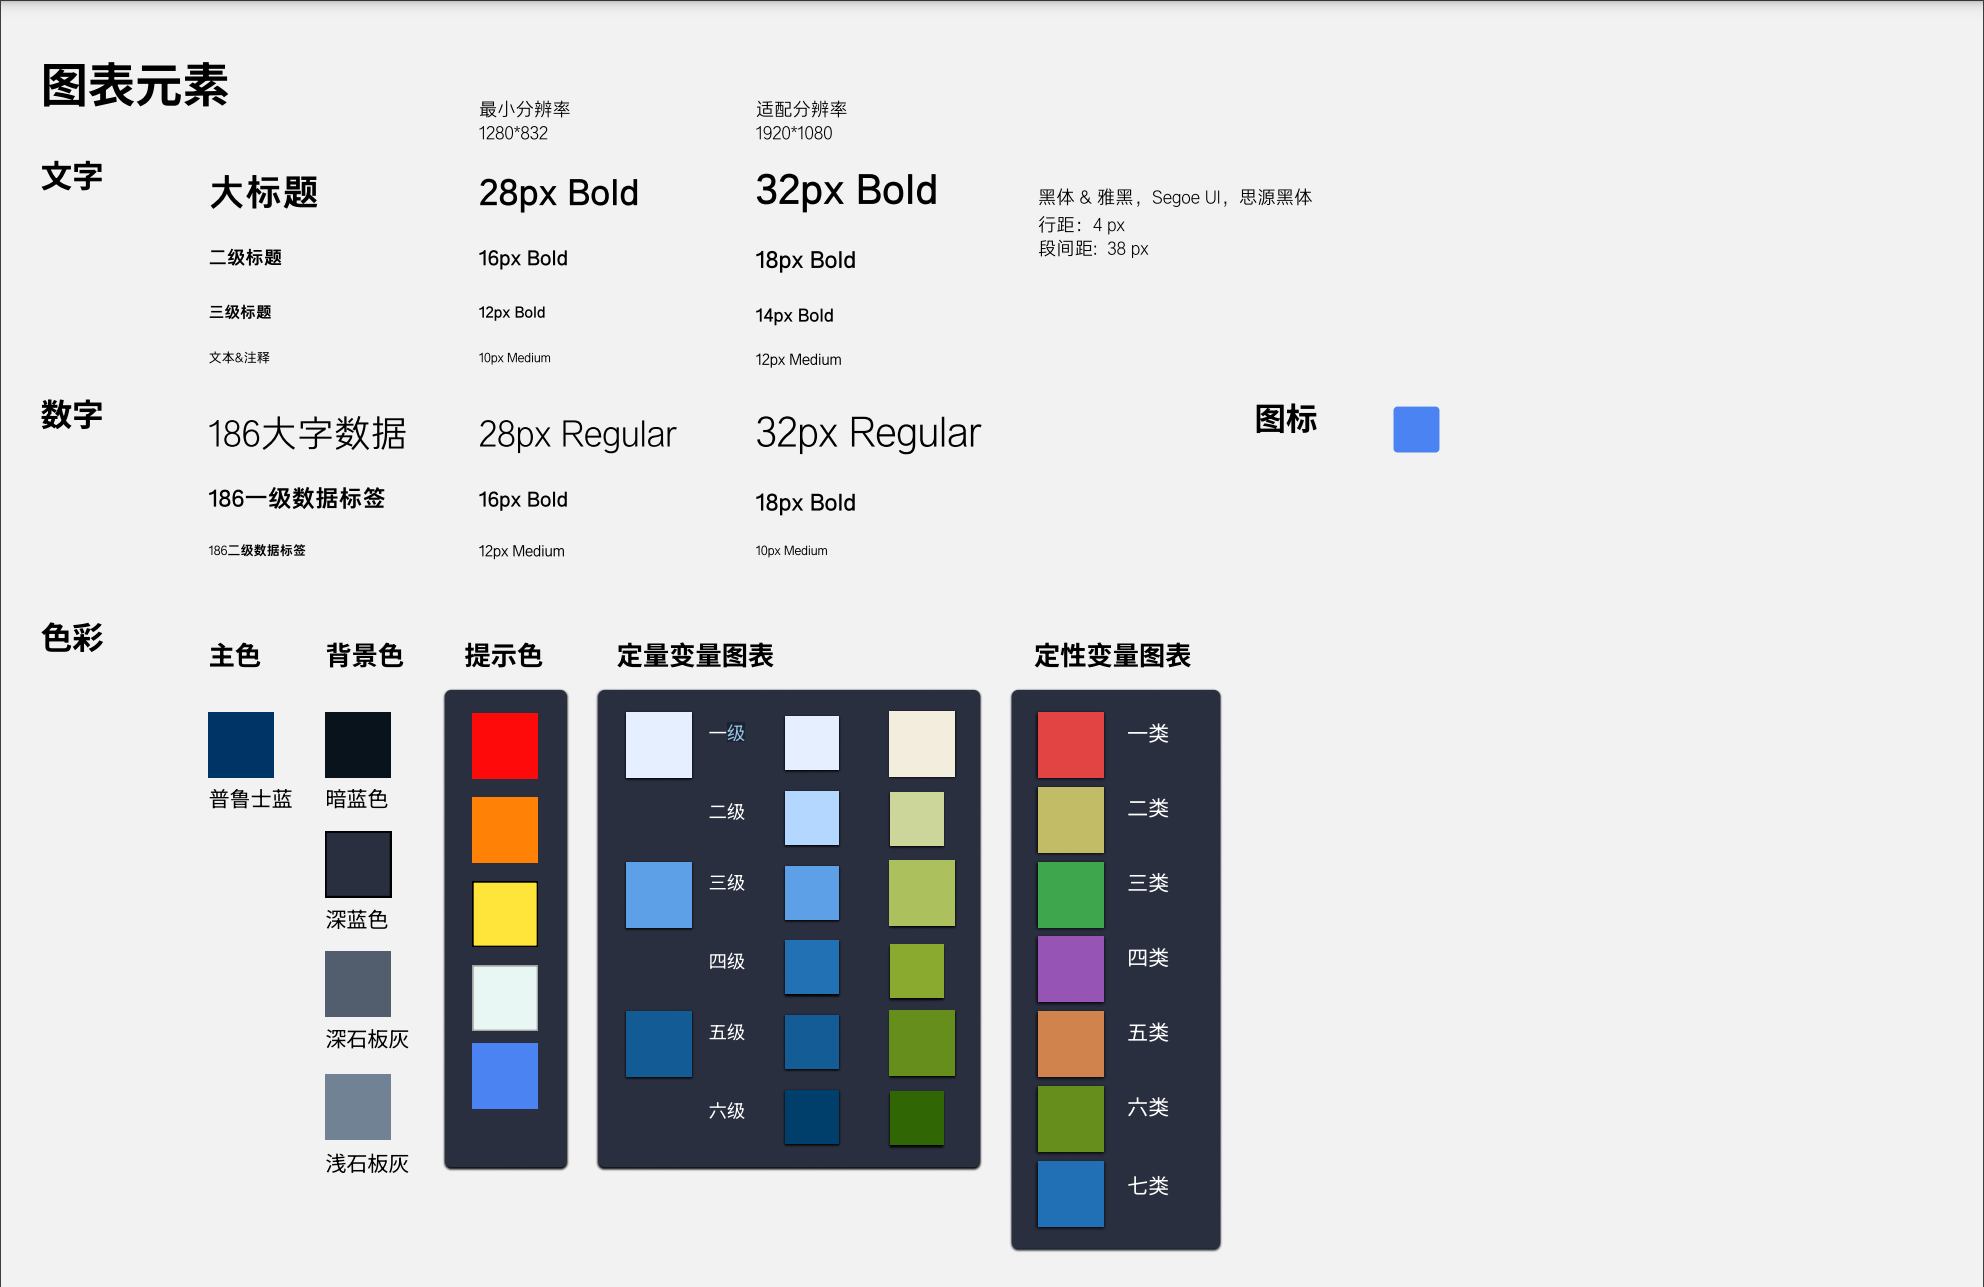 图表元素
最小分辨率
1280*832
适配分辨率
1920*1080
文字
大标题
28px Bold
32px Bold
黑体 & 雅黑，Segoe UI，思源黑体
行距：4 px
段间距：38 px
二级标题
16px Bold
18px Bold
三级标题
12px Bold
14px Bold
文本&注释
10px Medium
12px Medium
数字
186大字数据
28px Regular
32px Regular
图标
186一级数据标签
16px Bold
18px Bold
186二级数据标签
12px Medium
10px Medium
色彩
主色
背景色
提示色
定量变量图表
定性变量图表
普鲁士蓝
暗蓝色
深蓝色
深石板灰
浅石板灰
一级
二级
三级
四级
五级
六级
一类
二类
三类
四类
五类
六类
七类